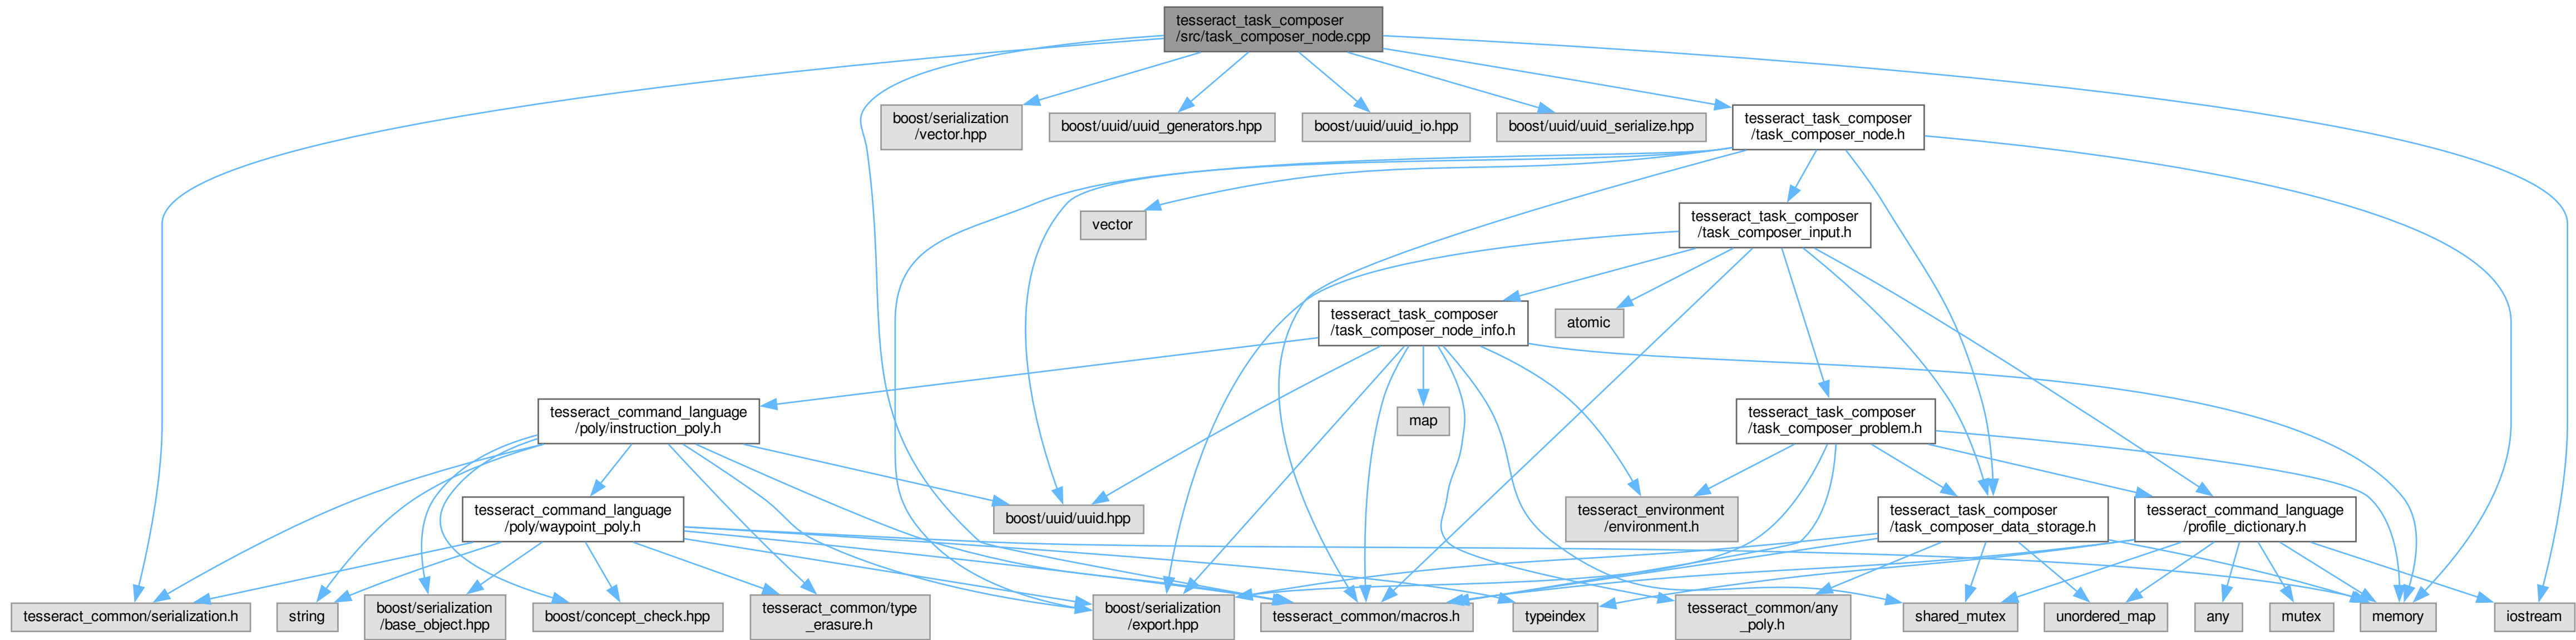 tesseract_task_composer
/src/task_composer_node.cpp
boost/serialization
/vector.hpp
boost/uuid/uuid_generators.hpp
boost/uuid/uuid_io.hpp
boost/uuid/uuid_serialize.hpp
tesseract_task_composer
/task_composer_node.h
vector
tesseract_task_composer
/task_composer_input.h
tesseract_task_composer
/task_composer_node_info.h
atomic
tesseract_command_language
/poly/instruction_poly.h
map
tesseract_task_composer
/task_composer_problem.h
tesseract_command_language
/poly/waypoint_poly.h
boost/uuid/uuid.hpp
tesseract_environment
/environment.h
tesseract_task_composer
/task_composer_data_storage.h
tesseract_command_language
/profile_dictionary.h
tesseract_common/serialization.h
string
boost/serialization
/base_object.hpp
boost/concept_check.hpp
tesseract_common/type
_erasure.h
boost/serialization
/export.hpp
tesseract_common/macros.h
typeindex
tesseract_common/any
_poly.h
shared_mutex
unordered_map
any
mutex
memory
iostream